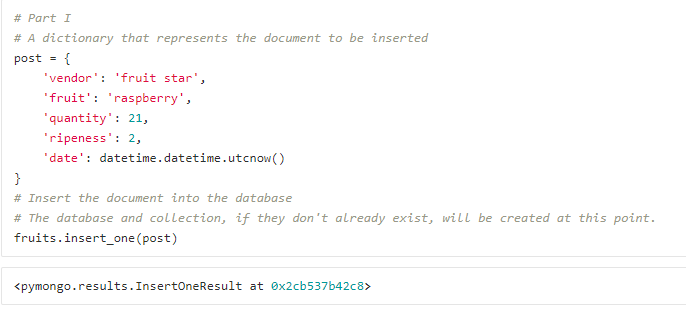 # Part I
# A dictionary that represents the document to be inserted
post = {
    'vendor': 'fruit star',
    'fruit': 'raspberry',
    'quantity': 21,
    'ripeness': 2,
    'date': datetime.datetime.utcnow()
}
# Insert the document into the database
# The database and collection, if they don't already exist, will be created at this point.
fruits.insert_one(post)
<pymongo.results.InsertOneResult at 0x2cb537b42c8>